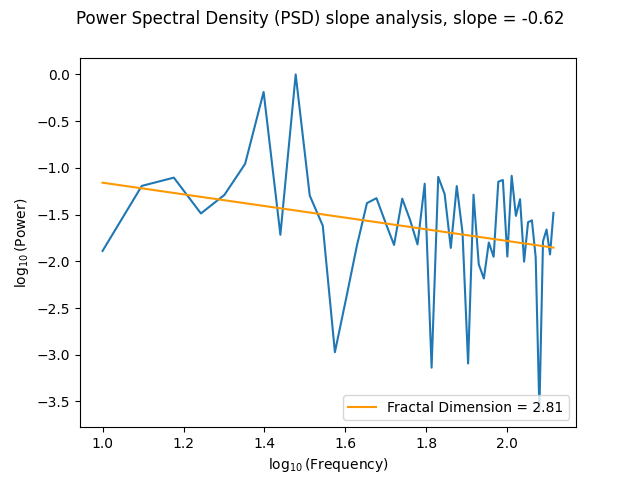 Power Spectral Density (PSD) slope analysis, slope = -0.62
log₁₀(Power)
0.0
−0.5
−1.0
−1.5
−2.0
−2.5
−3.0
−3.5
Fractal Dimension = 2.81
1.0 1.2 1.4 1.6 1.8 2.0
log₁₀(Frequency)